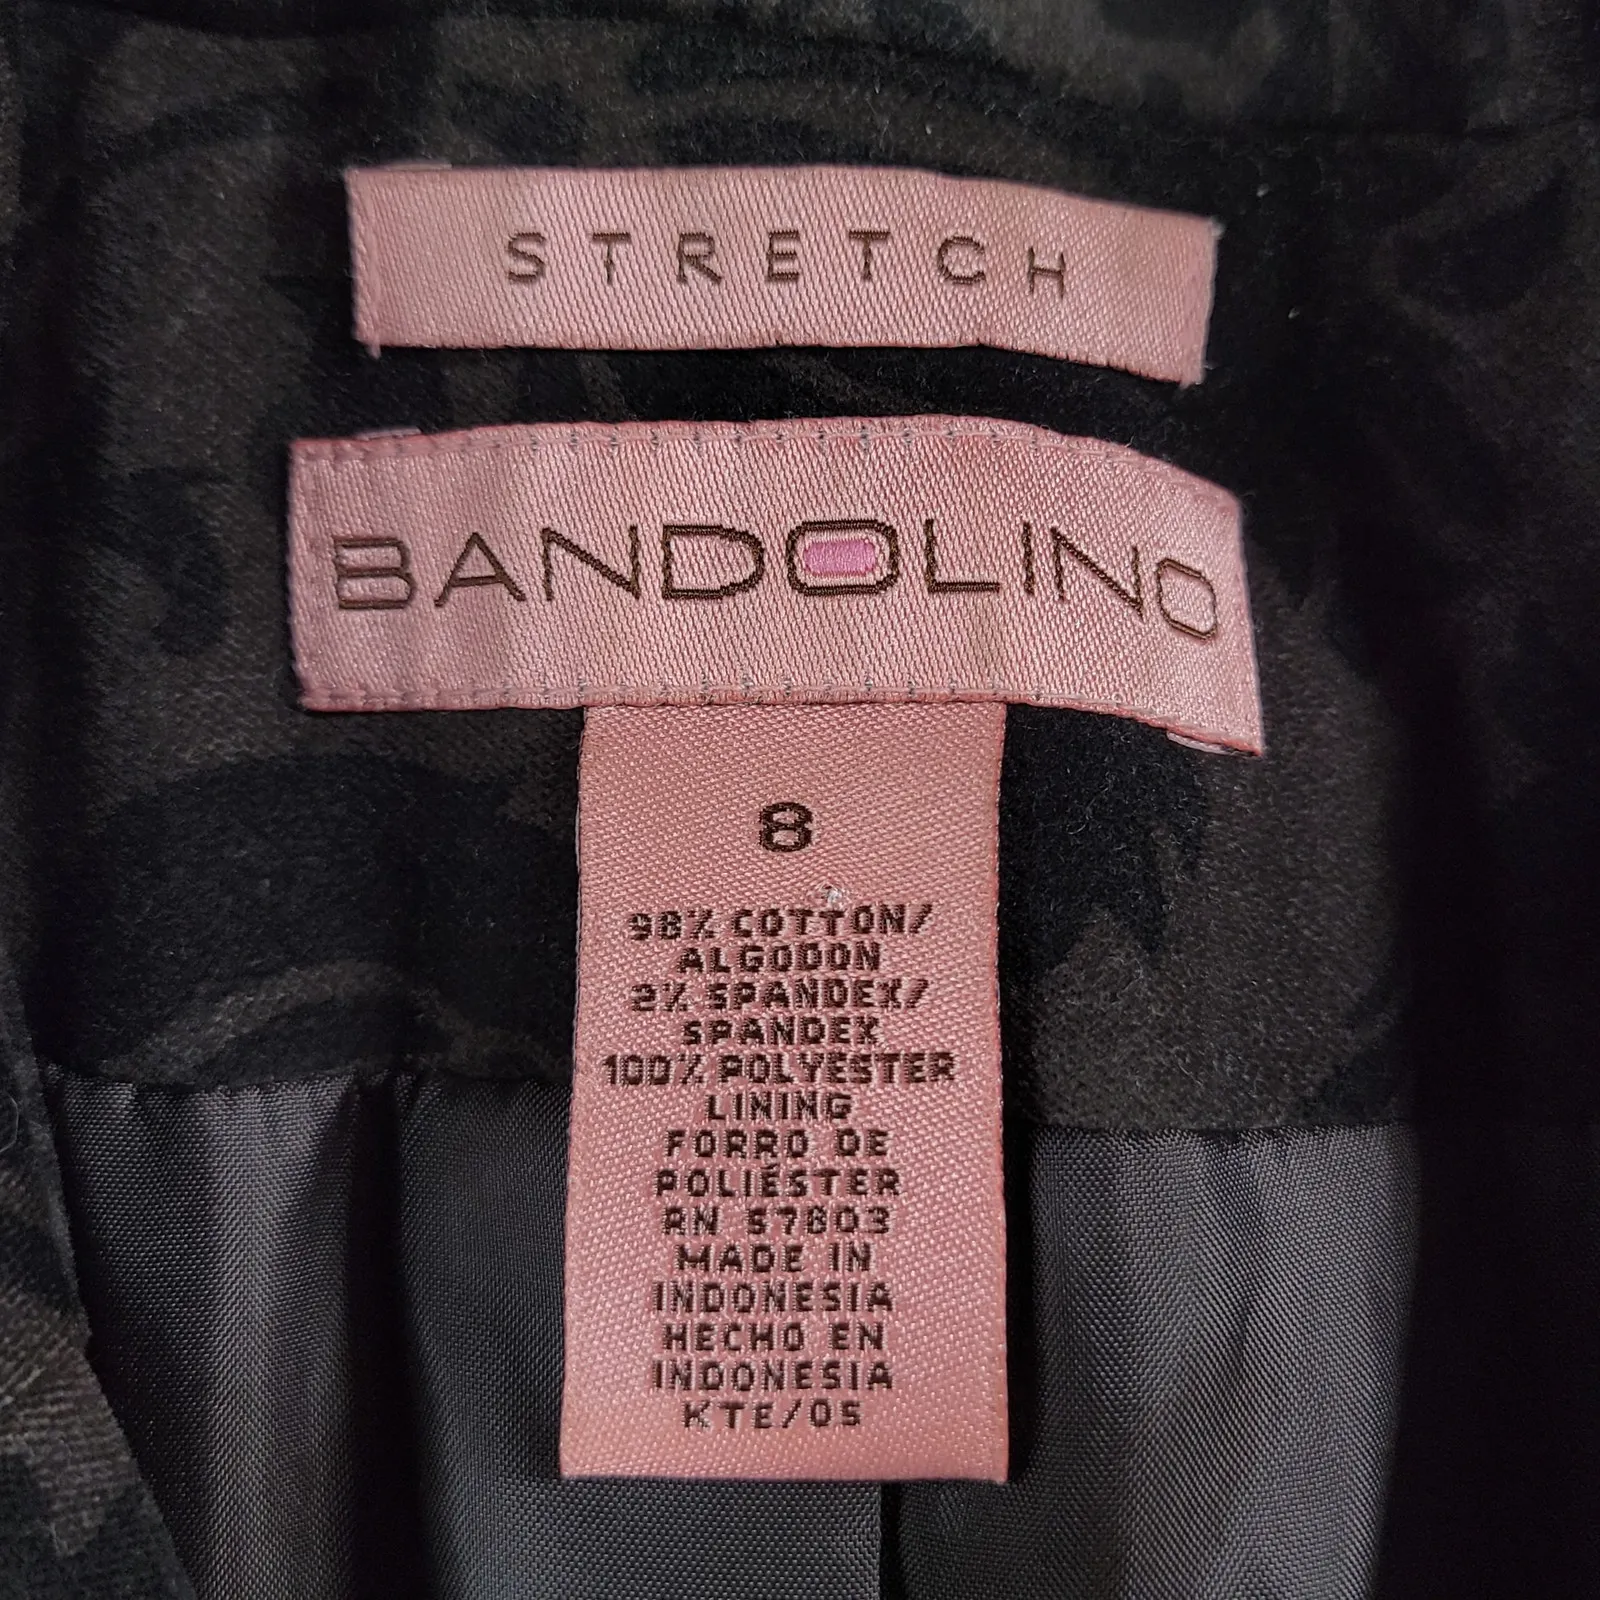 STRETCH
BANDOLINO
8
98% COTTON/
ALGODON
2% SPANDEX/
SPANDEX
100% POLYESTER
LINING
FORRO DE
POLIÉSTER
RN 57803
MADE IN
INDONESIA
HECHO EN
INDONESIA
KTE/05